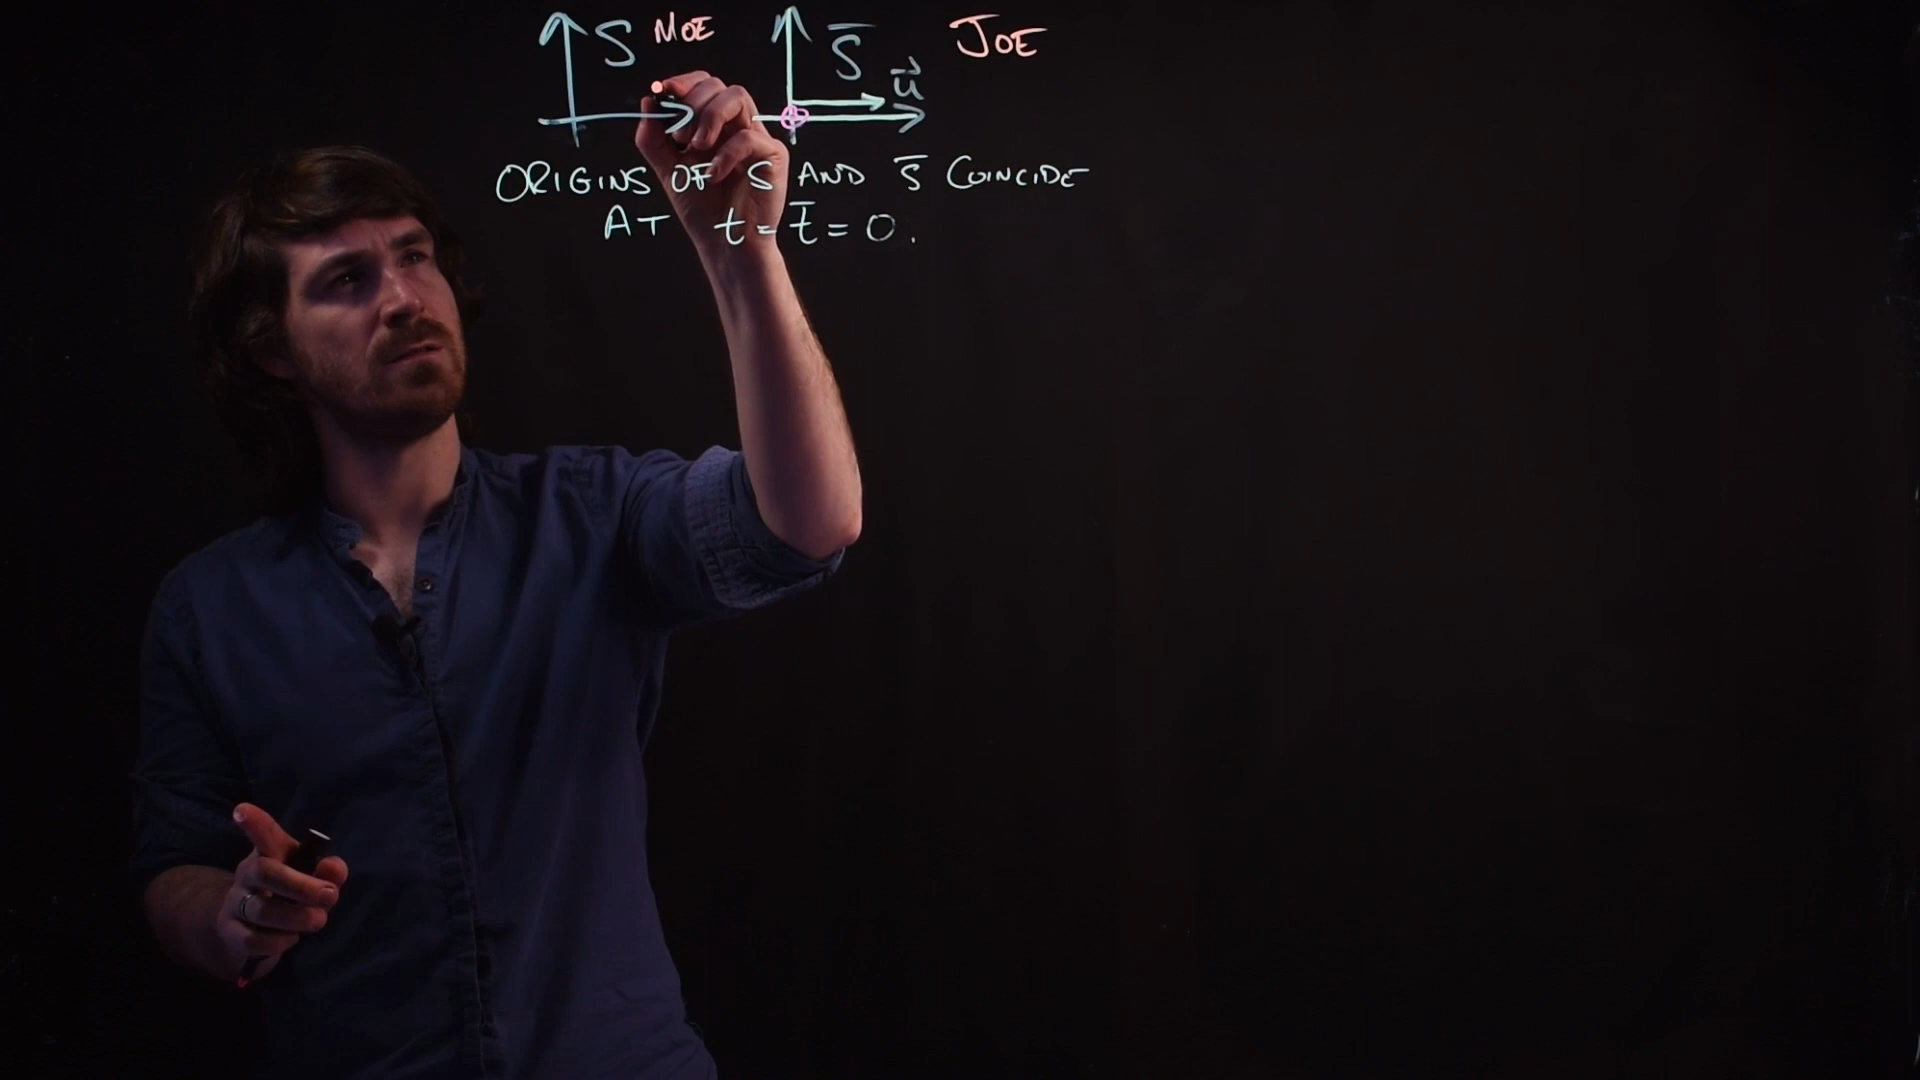 S MOE S̄ JOE
u⃗
ORIGINS OF S AND S̄ COINCIDE
AT t = t̄ = 0.